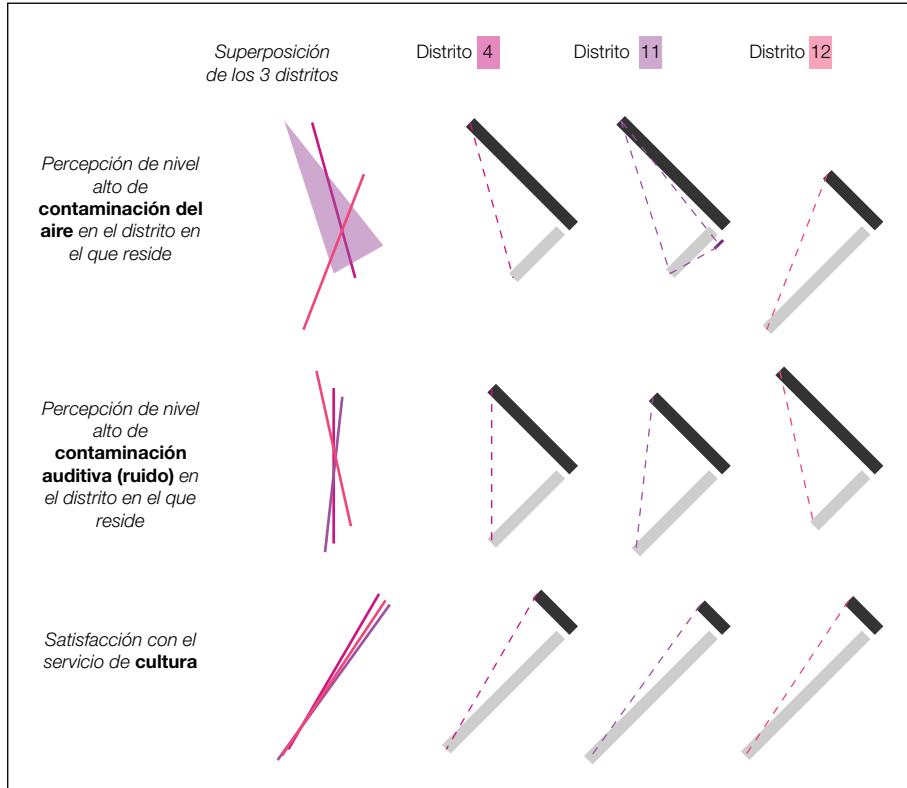 Superposición
de los 3 distritos
Distrito 4
Distrito 11
Distrito 12
Percepción de nivel
alto de
contaminación del
aire en el distrito en
el que reside
Percepción de nivel
alto de
contaminación
auditiva (ruido) en
el distrito en el que
reside
Satisfacción con el
servicio de cultura